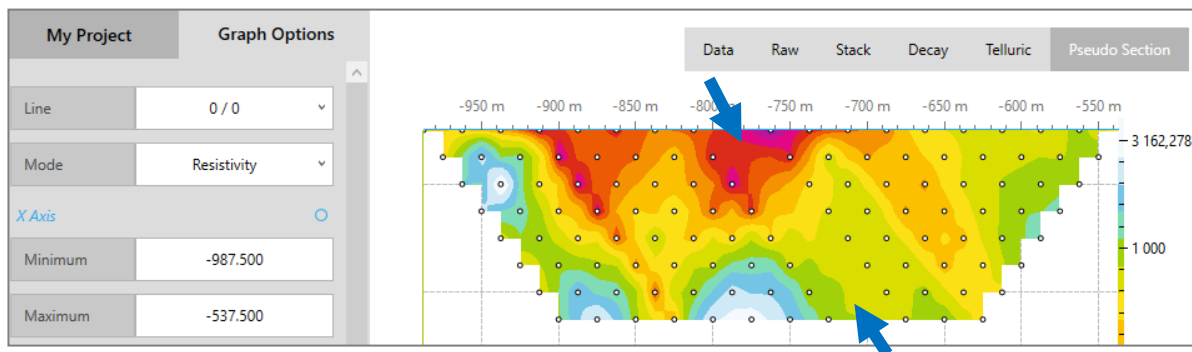 My Project
Graph Options
Data Raw Stack Decay Telluric Pseudo Section
Line 0 / 0
Mode Resistivity
X Axis
Minimum -987.500
Maximum -537.500
-950 m -900 m -850 m -750 m -700 m -650 m -600 m -550 m
3 162,278
1 000